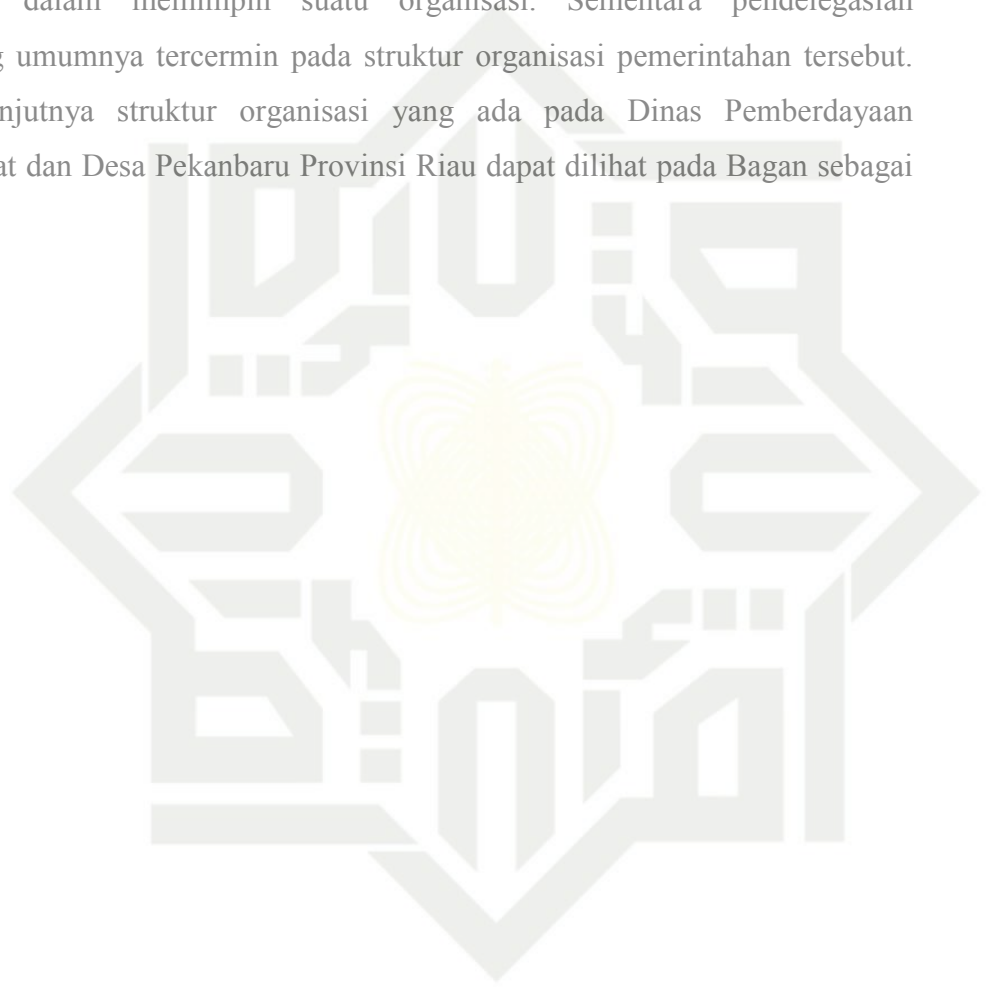 dalam memimpin suatu organisasi. Sementara pendelegasian
g umumnya tercermin pada struktur organisasi pemerintahan tersebut.
njutnya struktur organisasi yang ada pada Dinas Pemberdayaan
at dan Desa Pekanbaru Provinsi Riau dapat dilihat pada Bagan sebagai